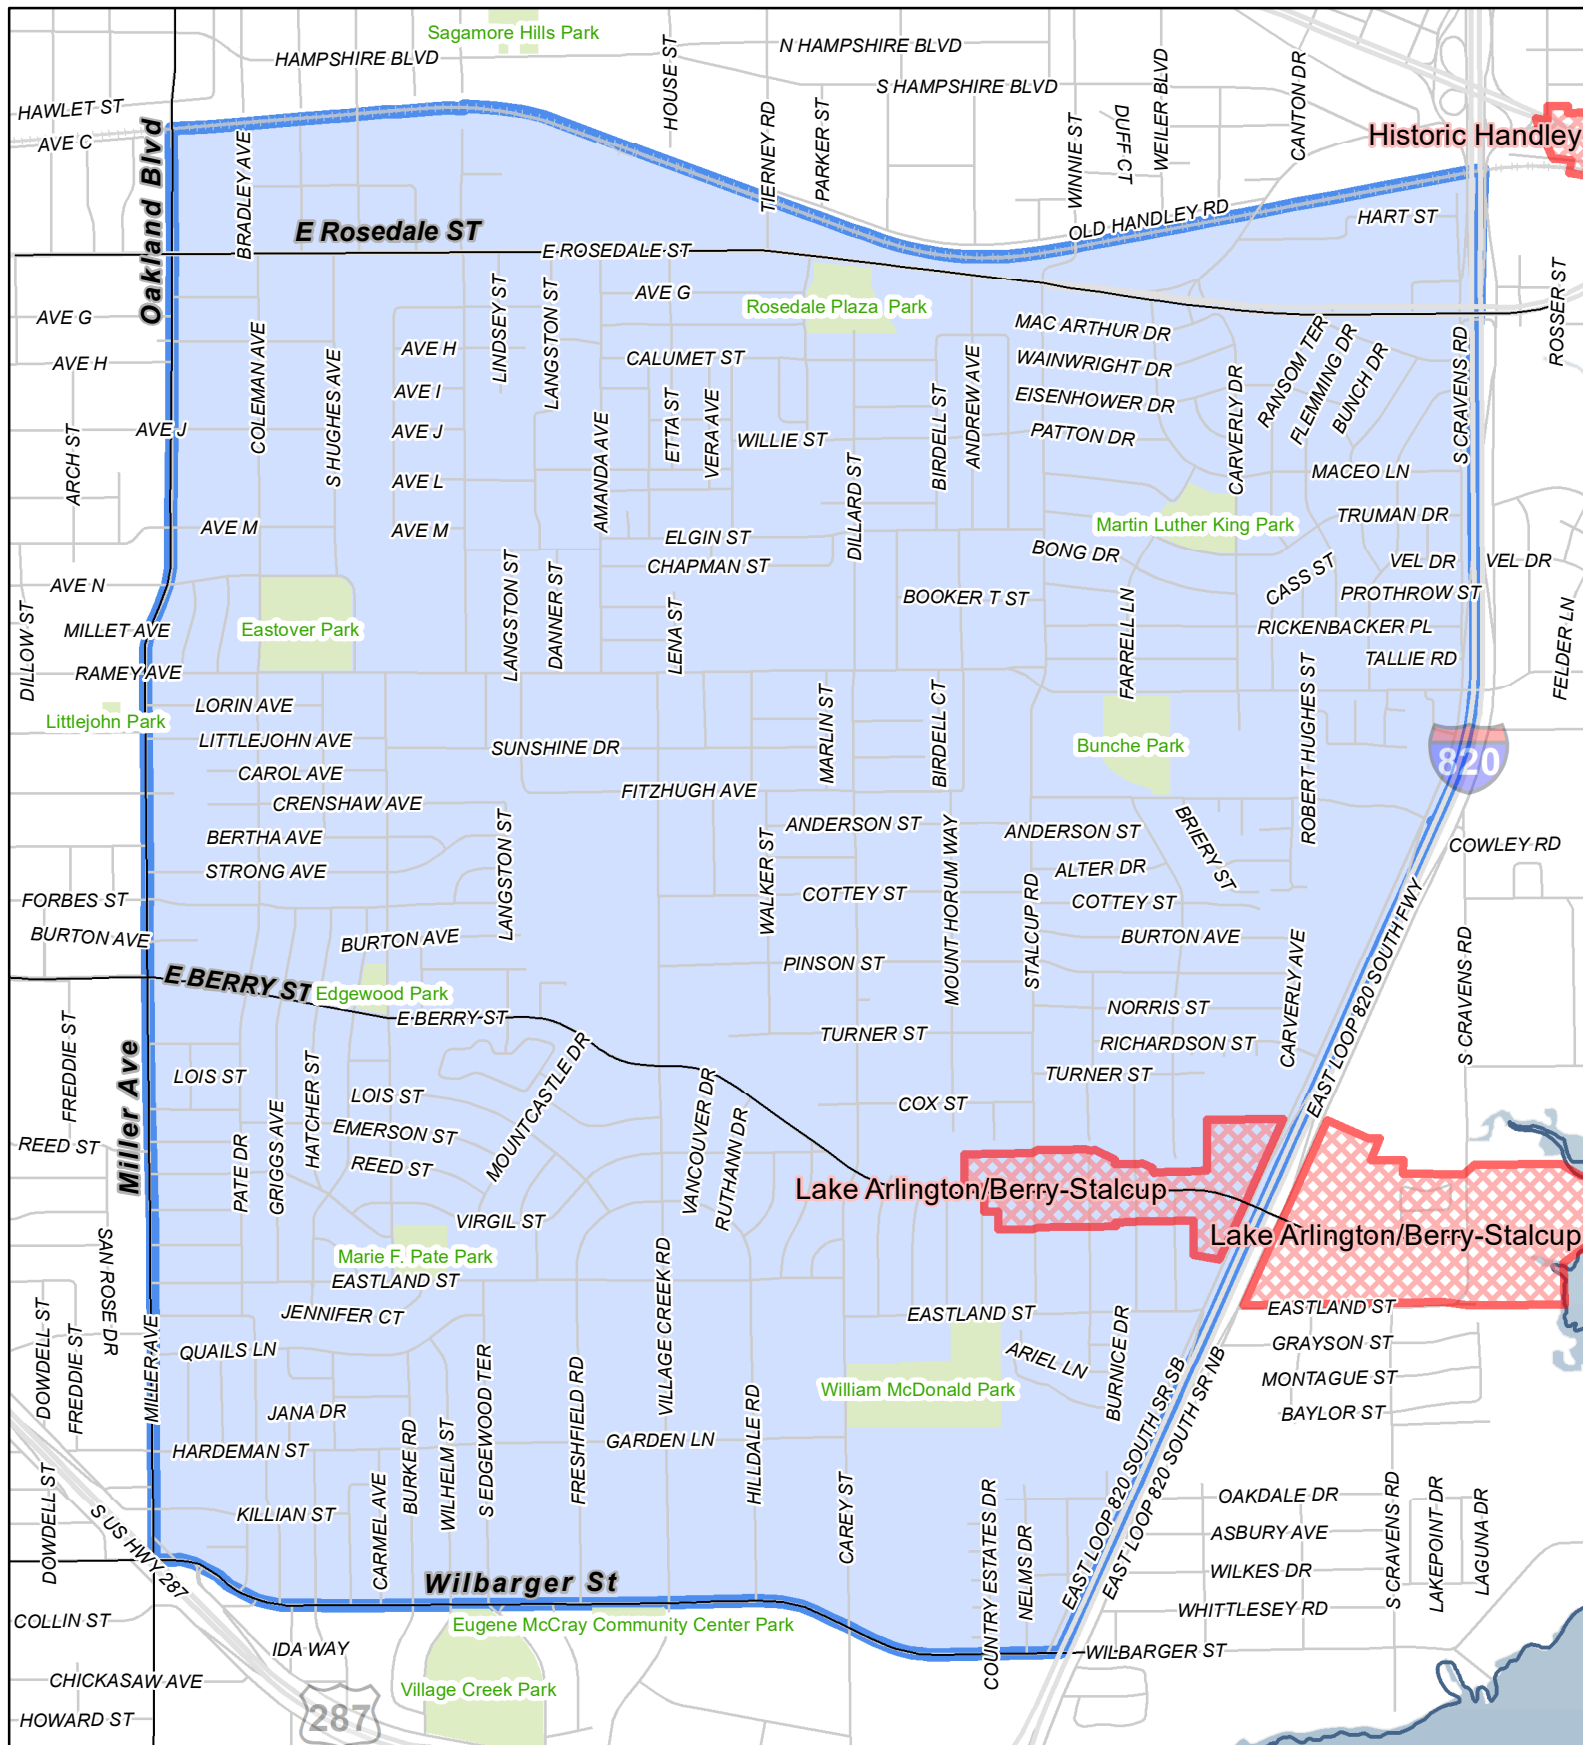 Sagamore Hills Park
HAMPSHIRE BLVD
N HAMPSHIRE BLVD
S HAMPSHIRE BLVD
HOUSE ST
TIERNEY RD
PARKER ST
WINNIE ST
DUFF CT
WEILER BLVD
CANTON DR
HAWLET ST
AVE C
Oakland Blvd
BRADLEY AVE
Historic Handley
OLD HANDLEY RD
HART ST
E Rosedale ST
E ROSEDALE ST
AVE G
AVE G
Rosedale Plaza Park
ROSSER ST
LINDSEY ST
LANGSTON ST
MAC ARTHUR DR
WAINWRIGHT DR
EISENHOWER DR
PATTON DR
AVE H
AVE H
COLEMAN AVE
S HUGHES AVE
CALUMET ST
AVE I
AVE J
AVE J
AVE L
ARCH ST
AMANDA AVE
ETTA ST
VERA AVE
WILLIE ST
DILLARD ST
BIRDELL ST
ANDREW AVE
CARVERLY DR
RANSOM TER
FLEMMING DR
BUNCH DR
S CRAVENS RD
MACEO LN
AVE M
AVE M
ELGIN ST
CHAPMAN ST
Martin Luther King Park
TRUMAN DR
BONG DR
VEL DR
VEL DR
CASS ST
PROTHROW ST
AVE N
DILLOW ST
MILLET AVE
RAMEY AVE
Eastover Park
LANGSTON ST
DANNER ST
LENA ST
BOOKER T ST
FARRELL LN
RICKENBACKER PL
TALLIE RD
FELDER LN
Littlejohn Park
LORIN AVE
LITTLEJOHN AVE
CAROL AVE
CRENSHAW AVE
BERTHA AVE
STRONG AVE
SUNSHINE DR
FITZHUGH AVE
MARLIN ST
BIRDELL CT
Bunche Park
ROBERT HUGHES ST
820
LANGSTON ST
WALKER ST
ANDERSON ST
ANDERSON ST
MOUNT HORUM WAY
ALTER DR
BRIERY ST
COWLEY RD
COTTEY ST
COTTEY ST
STALCUP RD
FORBES ST
BURTON AVE
BURTON AVE
BURTON AVE
PINSON ST
CARVERLY AVE
EAST LOOP 820 SOUTH FWY
S CRAVENS RD
E BERRY ST
Edgewood Park
E BERRY ST
NORRIS ST
TURNER ST
RICHARDSON ST
TURNER ST
FREDDIE ST
Miller Ave
LOIS ST
LOIS ST
HATCHER ST
GRIGGS AVE
PATE DR
EMERSON ST
REED ST
REED ST
MOUNTCASTLE DR
VANCOUVER DR
RUTHANN DR
COX ST
Lake Arlington/Berry-Stalcup
Lake Arlington/Berry-Stalcup
VIRGIL ST
Marie F. Pate Park
EASTLAND ST
EASTLAND ST
EASTLAND ST
SAN ROSE DR
DOWDELL ST
FREDDIE ST
MILLER AVE
JENNIFER CT
QUAILS LN
VILLAGE CREEK RD
ARIEL LN
BURNICE DR
GRAYSON ST
MONTAGUE ST
BAYLOR ST
William McDonald Park
JANA DR
HARDEMAN ST
S EDGEWOOD TER
FRESHFIELD RD
GARDEN LN
HILLDALE RD
BURKE RD
WILHELM ST
CARMEL AVE
KILLIAN ST
CAREY ST
COUNTRY ESTATES DR
NELMS DR
EAST LOOP 820 SOUTH SR SB
EAST LOOP 820 SOUTH SR NB
OAKDALE DR
ASBURY AVE
WILKES DR
WHITTLESEY RD
S CRAVENS RD
LAKEPOINT DR
LAGUNA DR
DOWDELL ST
S US HWY 287
Wilbarger St
Eugene McCray Community Center Park
COLLIN ST
IDA WAY
WILBARGER ST
CHICKASAW AVE
Village Creek Park
HOWARD ST
287